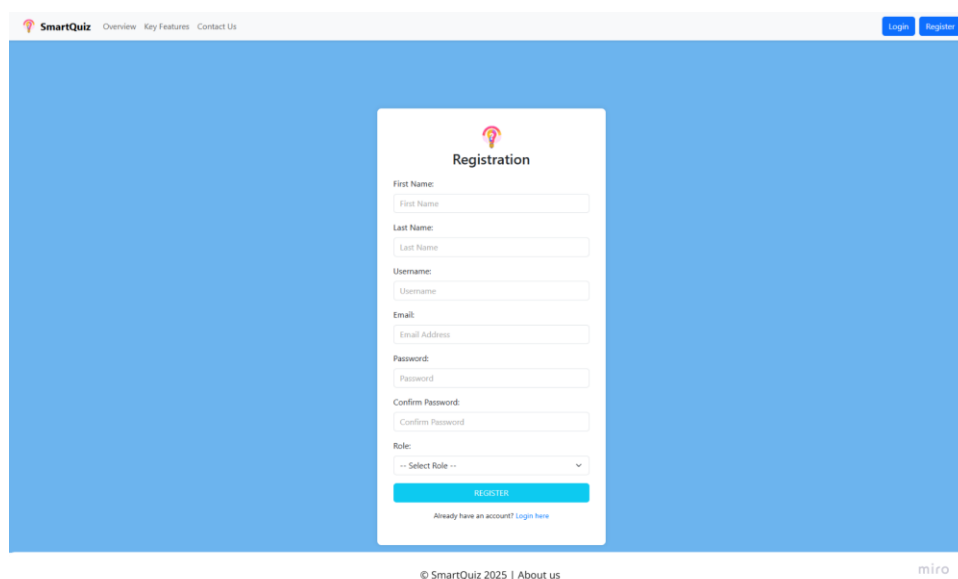 SmartQuiz Overview Key Features Contact Us Login Register
Registration
First Name:
First Name
Last Name:
Last Name
Username:
Username
Email:
Email Address
Password:
Password
Confirm Password:
Confirm Password
Role:
-- Select Role --
REGISTER
Already have an account? Login here
© SmartQuiz 2025 | About us
miro